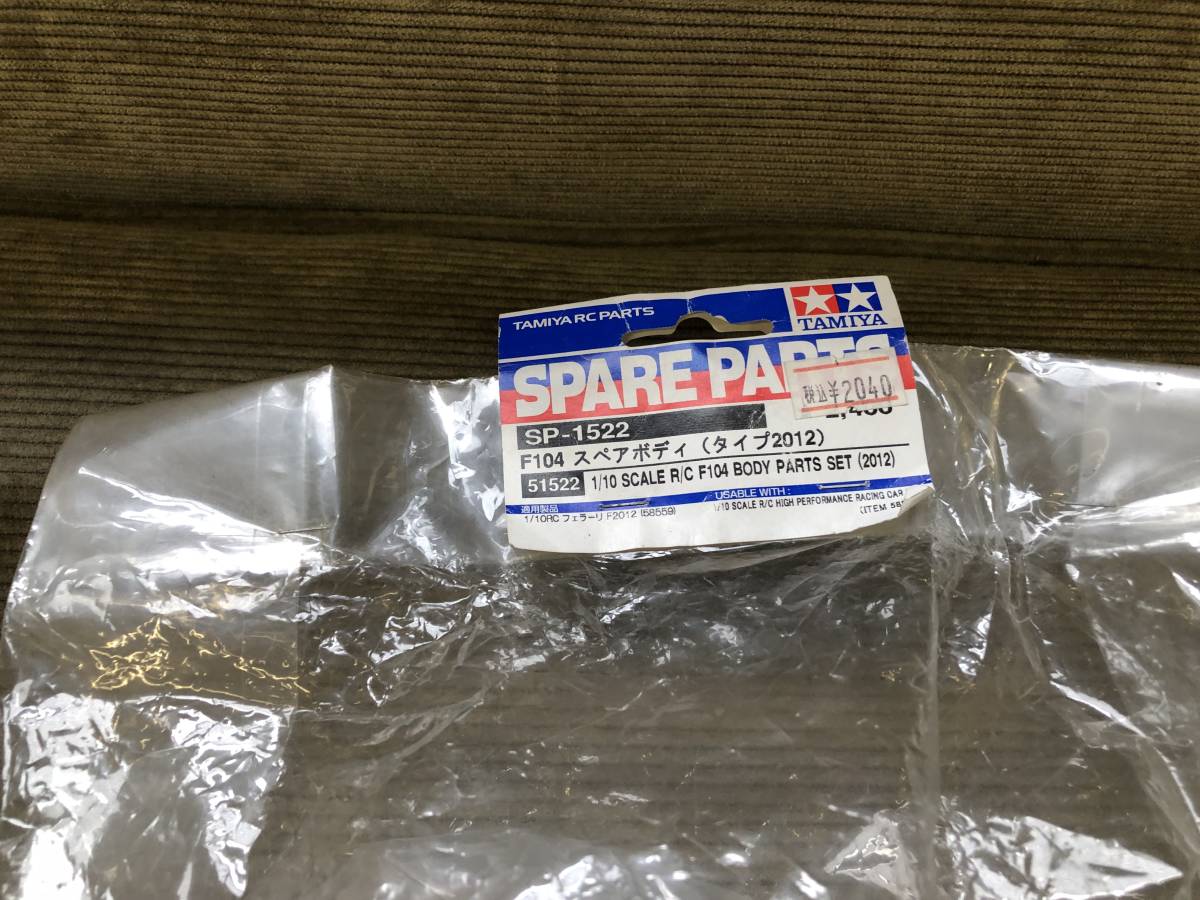 TAMIYA RC PARTS
TAMIYA
SPARE PARTS
税込¥2040
SP-1522
F104 スペアボディ（タイプ2012）
51522 1/10 SCALE R/C F104 BODY PARTS SET (2012)
適用製品
1/10RC フェラーリ F2012 (58559)
USABLE WITH :
1/10 SCALE R/C HIGH PERFORMANCE RACING CAR
(ITEM 58